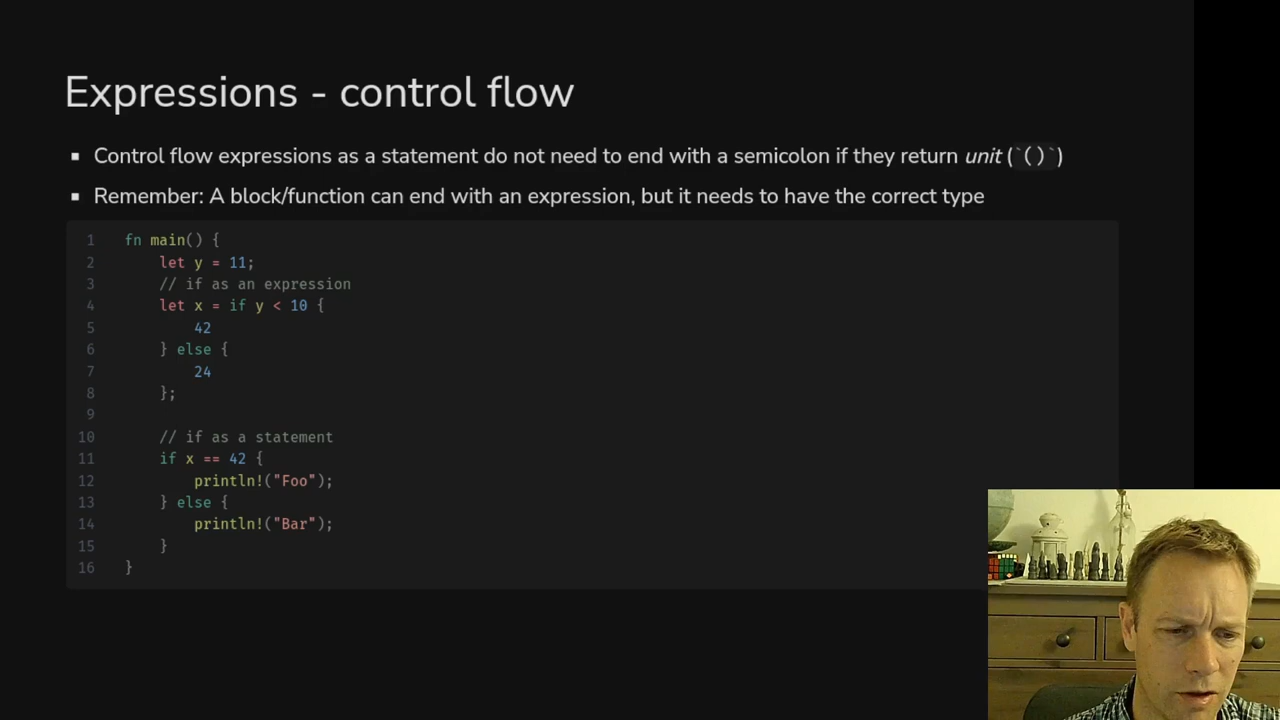 Expressions - control flow
▪ Control flow expressions as a statement do not need to end with a semicolon if they return unit (`()`)
▪ Remember: A block/function can end with an expression, but it needs to have the correct type
1 fn main() {
2     let y = 11;
3     // if as an expression
4     let x = if y < 10 {
5         42
6     } else {
7         24
8     };
9
10     // if as a statement
11     if x == 42 {
12         println!("Foo");
13     } else {
14         println!("Bar");
15     }
16 }